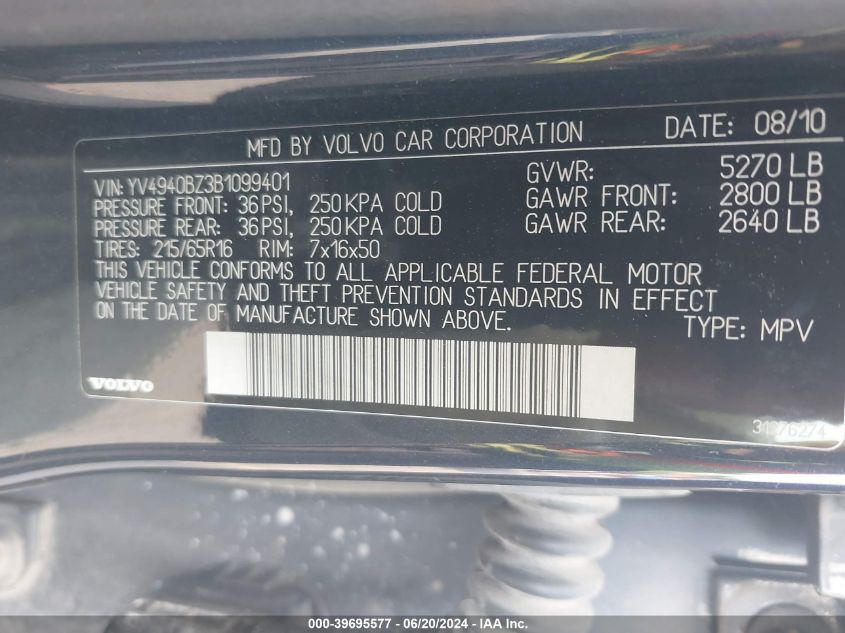 MFD BY VOLVO CAR CORPORATION DATE: 08/10
VIN: YV4940BZ3B1099401
PRESSURE FRONT: 36 PSI, 250 KPA COLD
PRESSURE REAR: 36 PSI, 250 KPA COLD
TIRES: 215/65R16 RIM: 7x16x50
GVWR: 5270 LB
GAWR FRONT: 2800 LB
GAWR REAR: 2640 LB
THIS VEHICLE CONFORMS TO ALL APPLICABLE FEDERAL MOTOR
VEHICLE SAFETY AND THEFT PREVENTION STANDARDS IN EFFECT
ON THE DATE OF MANUFACTURE SHOWN ABOVE.
TYPE: MPV
VOLVO
000-39695577 - 06/20/2024 - IAA Inc.